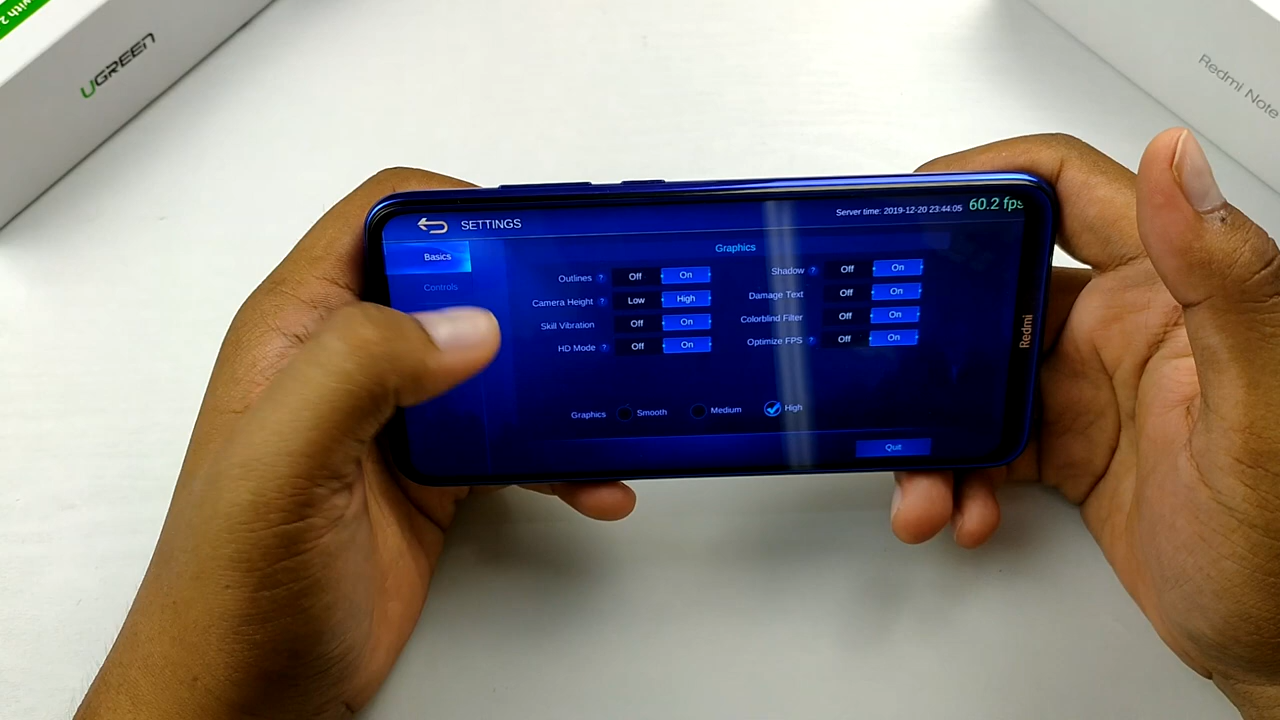 with 2
UGREEN
Redmi Note
SETTINGS
Server time: 2019-12-20 23:44:05 60.2 fps
Basics
Controls
Graphics
Outlines ? Off On
Shadow ? Off On
Camera Height ? Low High
Damage Text Off On
Skill Vibration Off On
Colorblind Filter Off On
HD Mode ? Off On
Optimize FPS ? Off On
Graphics Smooth Medium High
Quit
Redmi